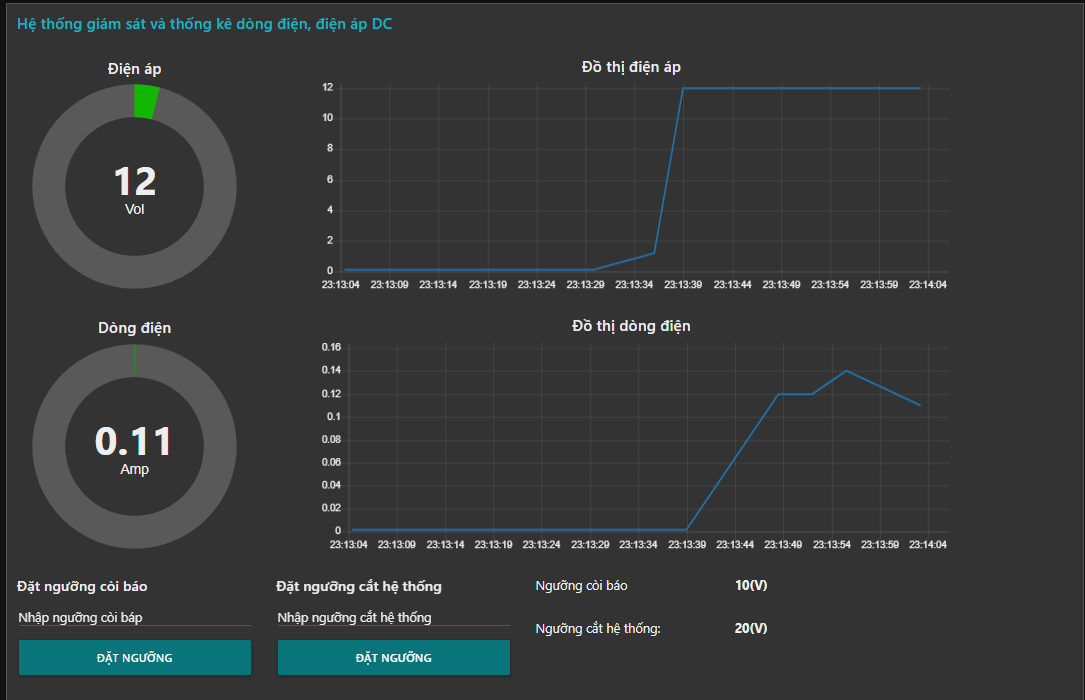 Hệ thống giám sát và thống kê dòng điện, điện áp DC
Điện áp
12
Vol
Đồ thị điện áp
12
10
8
6
4
2
0
23:13:04 23:13:09 23:13:14 23:13:19 23:13:24 23:13:29 23:13:34 23:13:39 23:13:44 23:13:49 23:13:54 23:13:59 23:14:04
Dòng điện
0.11
Amp
Đồ thị dòng điện
0.16
0.14
0.12
0.1
0.08
0.06
0.04
0.02
0
23:13:04 23:13:09 23:13:14 23:13:19 23:13:24 23:13:29 23:13:34 23:13:39 23:13:44 23:13:49 23:13:54 23:13:59 23:14:04
Đặt ngưỡng còi báo
Nhập ngưỡng còi báp
ĐẶT NGƯỠNG
Đặt ngưỡng cắt hệ thống
Nhập ngưỡng cắt hệ thống
ĐẶT NGƯỠNG
Ngưỡng còi báo 10(V)
Ngưỡng cắt hệ thống: 20(V)